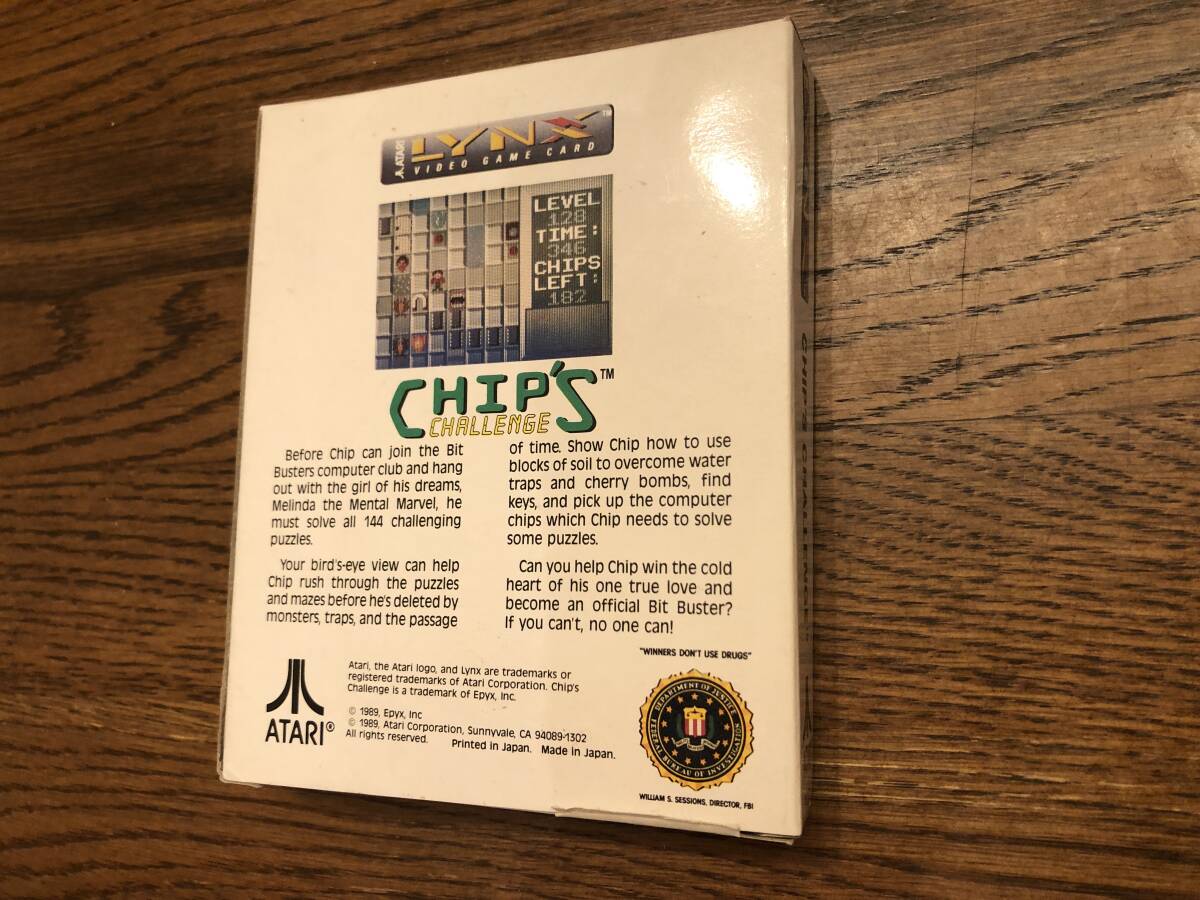 ATARI
LYNX™
VIDEO GAME CARD
LEVEL
128
TIME:
346
CHIPS
LEFT:
182
CHIP'S™
CHALLENGE
Before Chip can join the Bit
Busters computer club and hang
out with the girl of his dreams,
Melinda the Mental Marvel, he
must solve all 144 challenging
puzzles.
Your bird's-eye view can help
Chip rush through the puzzles
and mazes before he's deleted by
monsters, traps, and the passage
of time. Show Chip how to use
blocks of soil to overcome water
traps and cherry bombs, find
keys, and pick up the computer
chips which Chip needs to solve
some puzzles.
Can you help Chip win the cold
heart of his one true love and
become an official Bit Buster?
If you can't, no one can!
ATARI®
Atari, the Atari logo, and Lynx are trademarks or
registered trademarks of Atari Corporation. Chip's
Challenge is a trademark of Epyx, Inc.
© 1989, Epyx, Inc
© 1989, Atari Corporation, Sunnyvale, CA 94089-1302
All rights reserved. Printed in Japan. Made in Japan.
"WINNERS DON'T USE DRUGS"
DEPARTMENT OF JUSTICE
FEDERAL BUREAU OF INVESTIGATION
WILLIAM S. SESSIONS, DIRECTOR, FBI
CHIP'S CHALLENGE